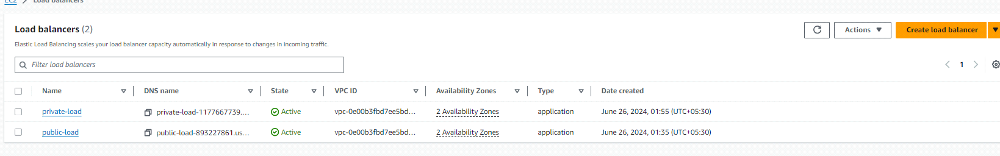 EC2 > Load balancers
Load balancers (2)
Actions
Create load balancer
Elastic Load Balancing scales your load balancer capacity automatically in response to changes in incoming traffic.
Filter load balancers
1
Name DNS name State VPC ID Availability Zones Type Date created
private-load private-load-1177667739.... Active vpc-0e00b3fbd7ee5bd... 2 Availability Zones application June 26, 2024, 01:55 (UTC+05:30)
public-load public-load-893227861.us... Active vpc-0e00b3fbd7ee5bd... 2 Availability Zones application June 26, 2024, 01:35 (UTC+05:30)